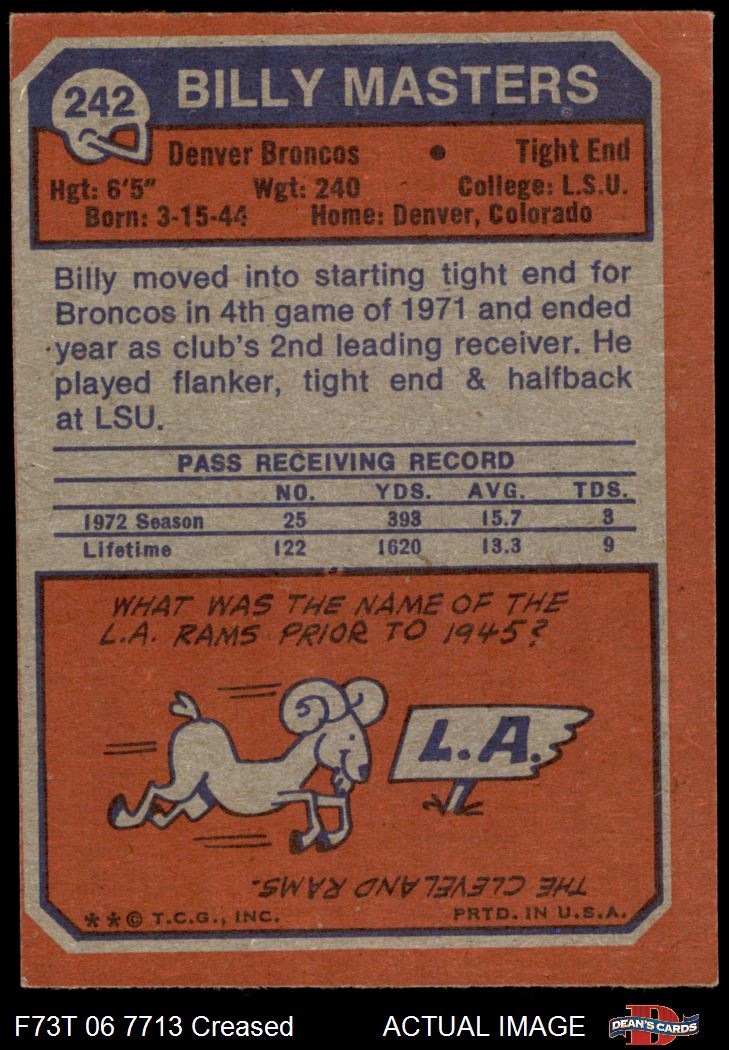 242
BILLY MASTERS
Denver Broncos • Tight End
Hgt: 6'5" Wgt: 240 College: L.S.U.
Born: 3-15-44 Home: Denver, Colorado
Billy moved into starting tight end for
Broncos in 4th game of 1971 and ended
year as club's 2nd leading receiver. He
played flanker, tight end & halfback
at LSU.
PASS RECEIVING RECORD
NO. YDS. AVG. TDS.
1972 Season 25 393 15.7 3
Lifetime 122 1620 13.3 9
WHAT WAS THE NAME OF THE
L.A. RAMS PRIOR TO 1945?
L.A.
THE CLEVELAND RAMS.
**© T.C.G., INC. PRTD. IN U.S.A.
F73T 06 7713 Creased ACTUAL IMAGE DEAN'S CARDS